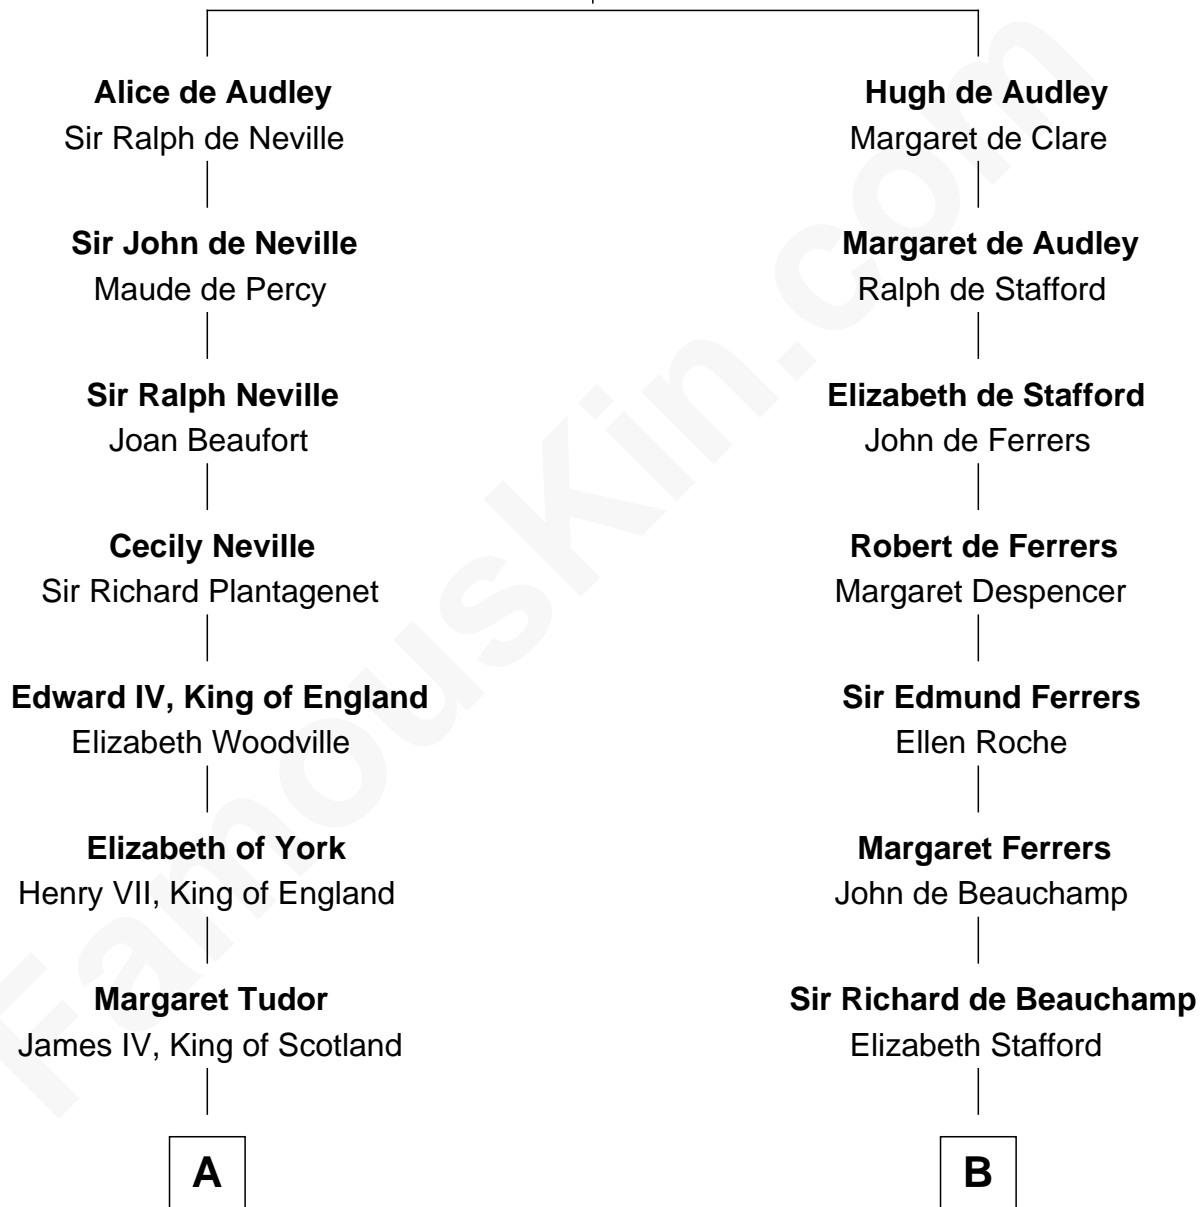 Alice de Audley
Sir Ralph de Neville
Sir John de Neville
Maude de Percy
Sir Ralph Neville
Joan Beaufort
Cecily Neville
Sir Richard Plantagenet
Edward IV, King of England
Elizabeth Woodville
Elizabeth of York
Henry VII, King of England
Margaret Tudor
James IV, King of Scotland
A
Hugh de Audley
Margaret de Clare
Margaret de Audley
Ralph de Stafford
Elizabeth de Stafford
John de Ferrers
Robert de Ferrers
Margaret Despencer
Sir Edmund Ferrers
Ellen Roche
Margaret Ferrers
John de Beauchamp
Sir Richard de Beauchamp
Elizabeth Stafford
B
FamousKin.com